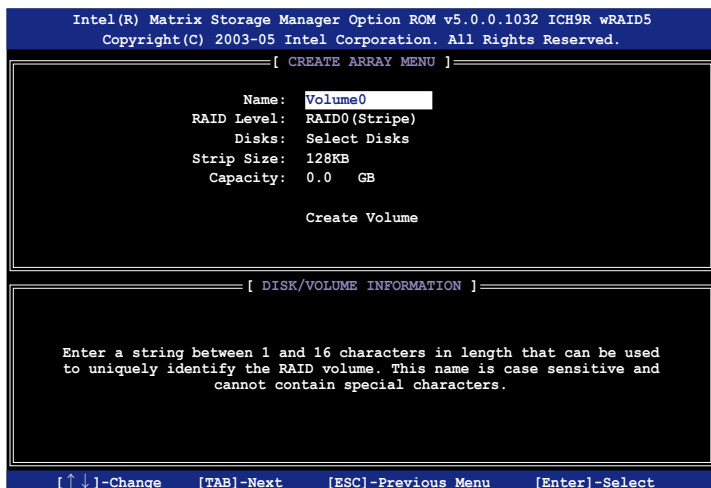 Intel(R) Matrix Storage Manager Option ROM v5.0.0.1032 ICH9R wRAID5
Copyright(C) 2003-05 Intel Corporation. All Rights Reserved.
[ CREATE ARRAY MENU ]
Name: Volume0
RAID Level: RAID0(Stripe)
Disks: Select Disks
Strip Size: 128KB
Capacity: 0.0 GB
Create Volume
[ DISK/VOLUME INFORMATION ]
Enter a string between 1 and 16 characters in length that can be used
to uniquely identify the RAID volume. This name is case sensitive and
cannot contain special characters.
[↑↓]-Change [TAB]-Next [ESC]-Previous Menu [Enter]-Select